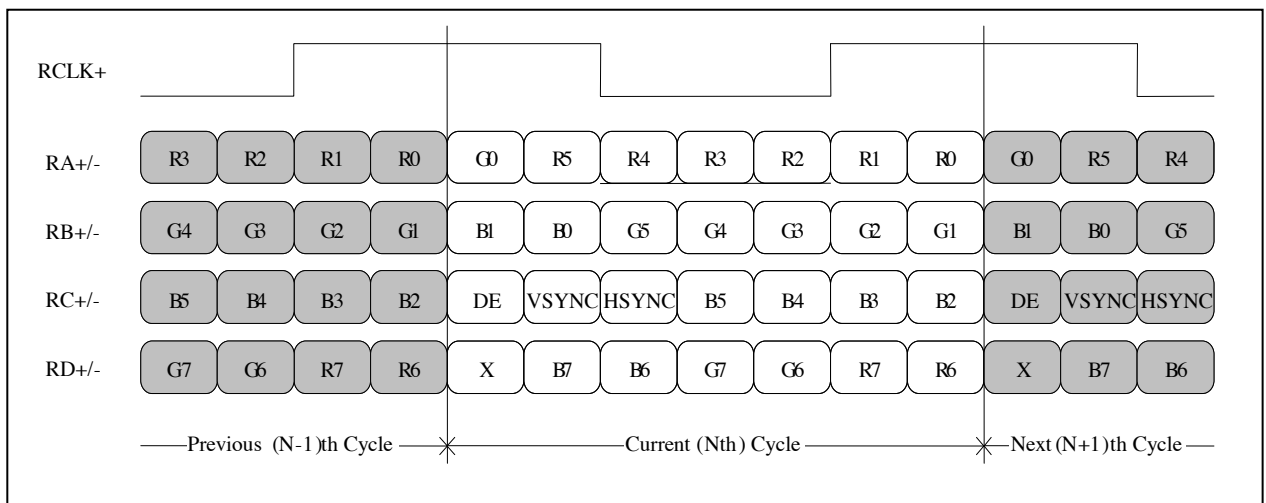 RCLK+
RA+/- R3 R2 R1 R0 G0 R5 R4 R3 R2 R1 R0 G0 R5 R4
RB+/- G4 G3 G2 G1 B1 B0 G5 G4 G3 G2 G1 B1 B0 G5
RC+/- B5 B4 B3 B2 DE VSYNC HSYNC B5 B4 B3 B2 DE VSYNC HSYNC
RD+/- G7 G6 R7 R6 X B7 B6 G7 G6 R7 R6 X B7 B6
Previous (N-1)th Cycle Current (Nth) Cycle Next (N+1)th Cycle